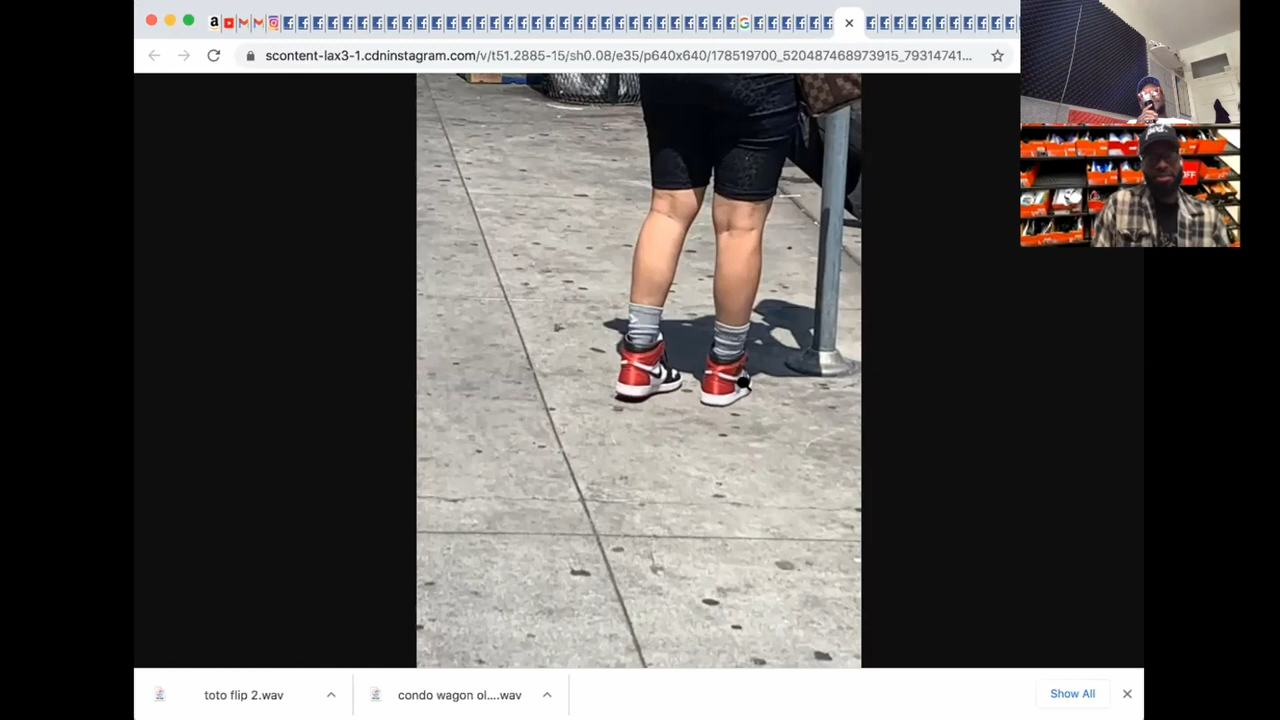 scontent-lax3-1.cdninstagram.com/v/t51.2885-15/sh0.08/e35/p640x640/178519700_520487468973915_79314741...
OFF
toto flip 2.wav
condo wagon ol....wav
Show All